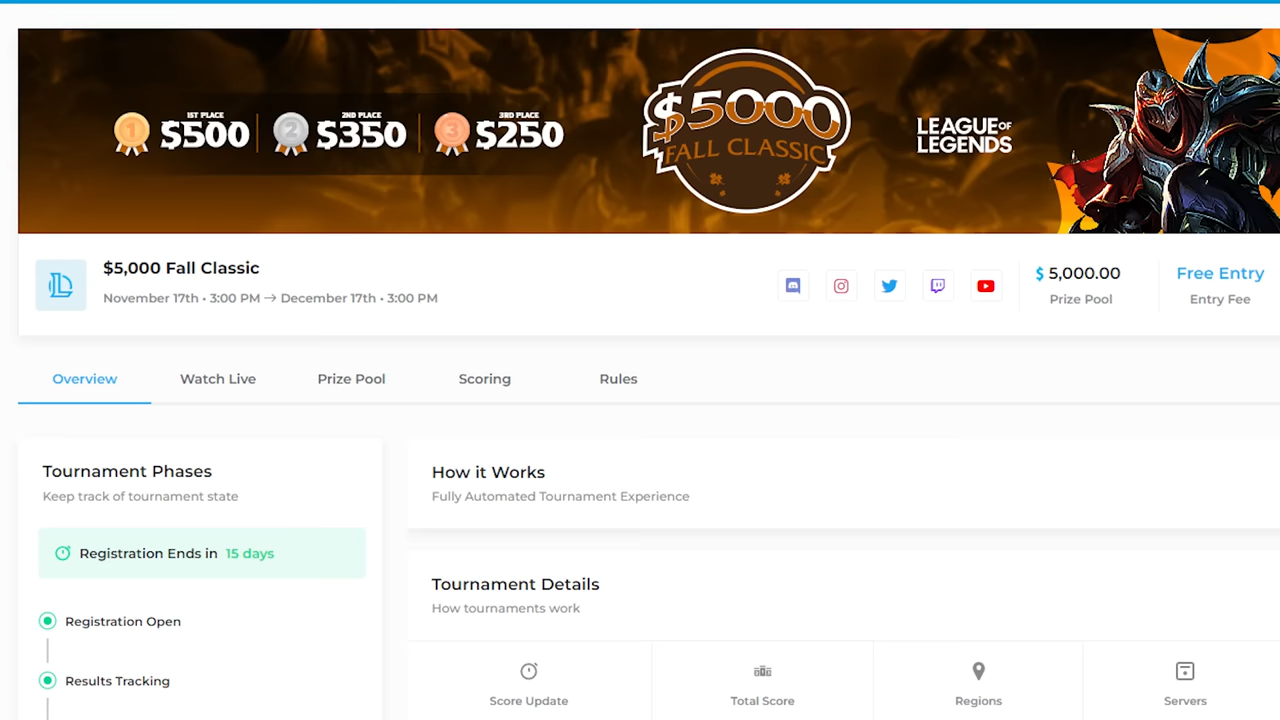 1ST PLACE
$500
2ND PLACE
$350
3RD PLACE
$250
1
2
3
$5000
FALL CLASSIC
LEAGUE OF
LEGENDS
$5,000 Fall Classic
November 17th • 3:00 PM → December 17th • 3:00 PM
$ 5,000.00
Prize Pool
Free Entry
Entry Fee
Overview
Watch Live
Prize Pool
Scoring
Rules
Tournament Phases
Keep track of tournament state
Registration Ends in 15 days
Registration Open
Results Tracking
How it Works
Fully Automated Tournament Experience
Tournament Details
How tournaments work
Score Update
Total Score
Regions
Servers